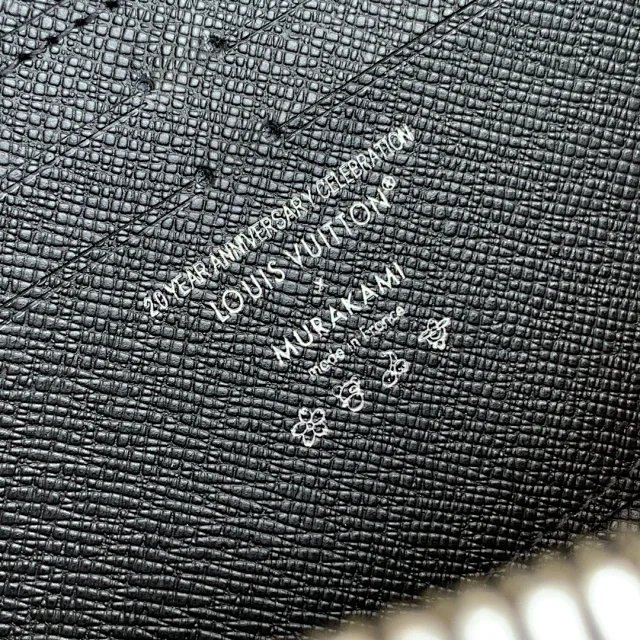 20 YEAR ANNIVERSARY CELEBRATION
LOUIS VUITTON®
×
MURAKAMI
made in France